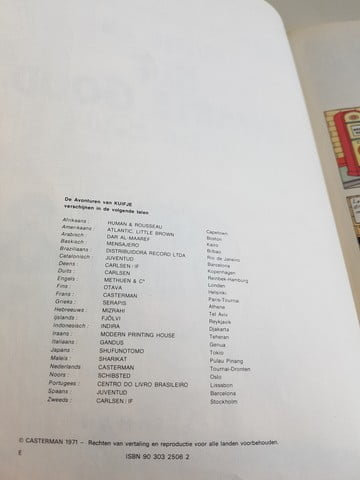 De Avonturen van KUIFJE
verschijnen in de volgende talen
Afrikaans : HUMAN & ROUSSEAU Capetown
Amerikaans : ATLANTIC, LITTLE BROWN Boston
Arabisch : DAR AL-MAAREF Kairo
Baskisch : MENSAJERO Bilbao
Braziliaans : DISTRIBUIDORA RECORD LTDA Rio de Janeiro
Catalonisch : JUVENTUD Barcelona
Deens : CARLSEN/IF Kopenhagen
Duits : CARLSEN Reinbek-Hamburg
Engels : METHUEN & Cº Londen
Fins : OTAVA Helsinki
Frans : CASTERMAN Paris-Tournai
Grieks : SERAPIS Athene
Hebreeuws : MIZRAHI Tel Aviv
Ijslands : FJÖLVI Reykjavik
Indonesisch : INDIRA Djakarta
Iraans : MODERN PRINTING HOUSE Teheran
Italiaans : GANDUS Genua
Japans : SHUFUNOTOMO Tokio
Maleis : SHARIKAT Pulau Pinang
Nederlands CASTERMAN Tournai-Dronten
Noors : SCHIBSTED Oslo
Portugees : CENTRO DO LIVRO BRASILEIRO Lissabon
Spaans : JUVENTUD Barcelona
Zweeds : CARLSEN/IF Stockholm
© CASTERMAN 1971 – Rechten van vertaling en reproductie voor alle landen voorbehouden.
E ISBN 90 303 2506 2